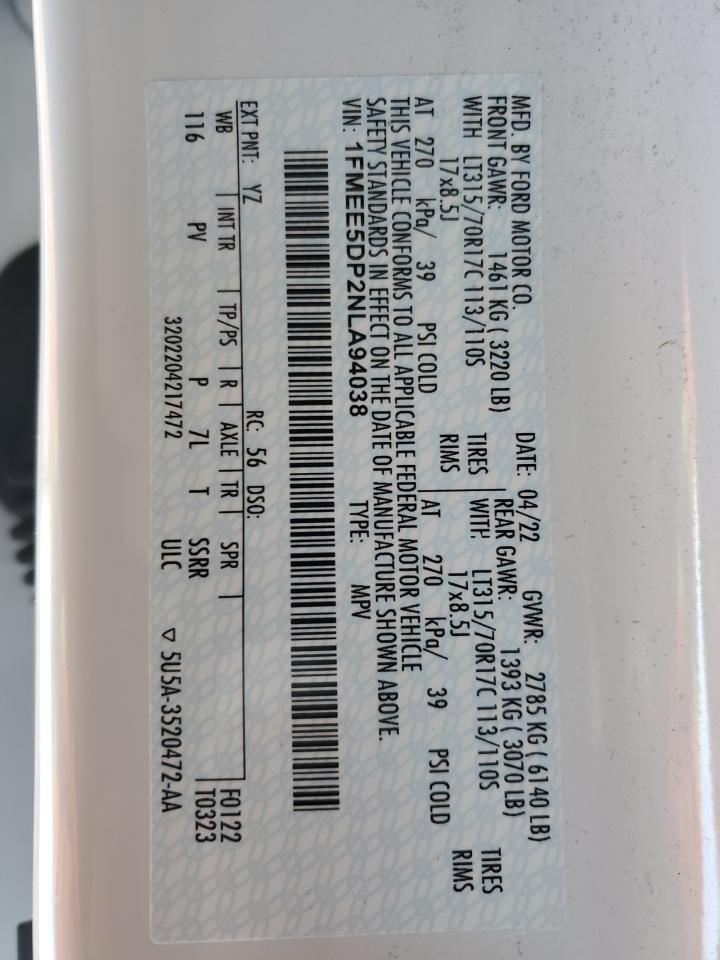 MFD. BY FORD MOTOR CO. DATE: 04/22 GVWR: 2785 KG ( 6140 LB)
FRONT GAWR: 1461 KG ( 3220 LB) REAR GAWR: 1393 KG ( 3070 LB)
WITH LT315/70R17C 113/110S TIRES WITH LT315/70R17C 113/110S TIRES
17x8.5J RIMS 17x8.5J RIMS
AT 270 kPa/ 39 PSI COLD AT 270 kPa/ 39 PSI COLD
THIS VEHICLE CONFORMS TO ALL APPLICABLE FEDERAL MOTOR VEHICLE
SAFETY STANDARDS IN EFFECT ON THE DATE OF MANUFACTURE SHOWN ABOVE.
VIN: 1FMEE5DP2NLA94038 TYPE: MPV
EXT PNT: YZ RC: 56 DSO:
WB | INT TR | TP/PS | R | AXLE | TR | SPR | F0122
116 PV P 7L T SSRR T0323
3202204217472 ULC ▽ 5U5A-3520472-AA